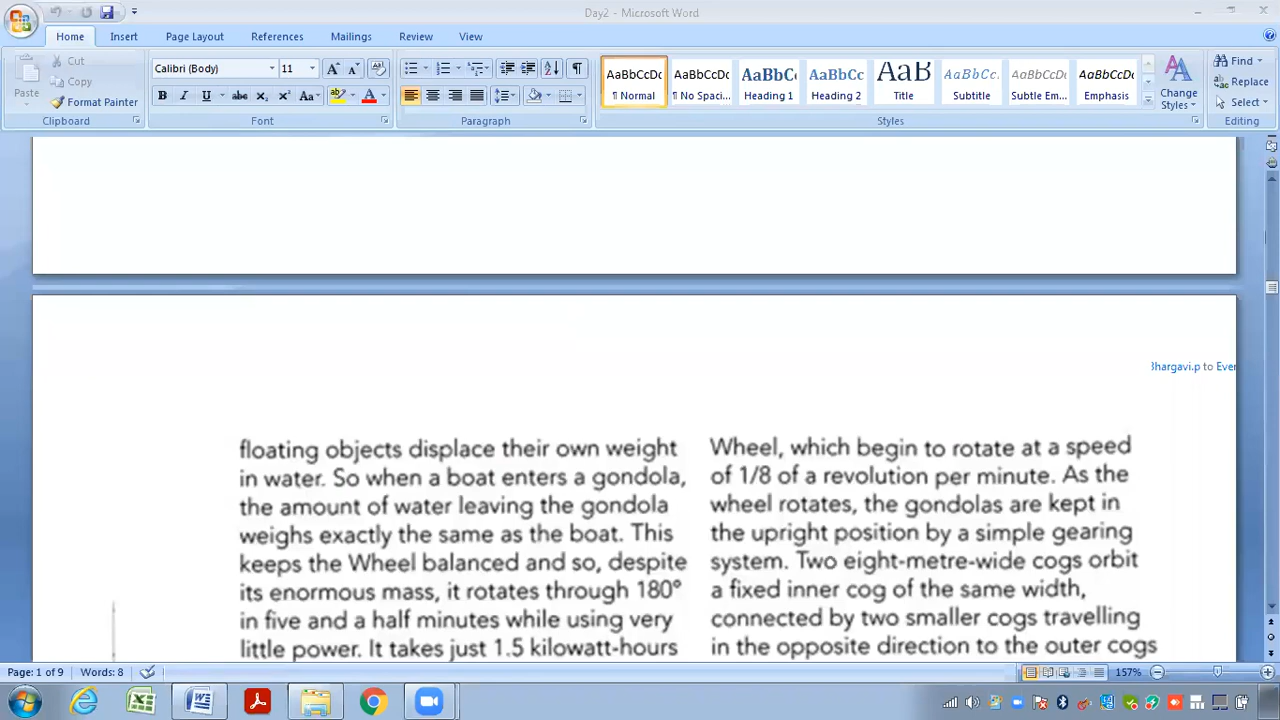 Day2 - Microsoft Word
Home Insert Page Layout References Mailings Review View
Cut
Copy
Paste
Format Painter
Clipboard
Calibri (Body) 11
B I U abc x₂ x² Aa
Font
Paragraph
AaBbCcDc AaBbCcDc AaBbC AaBbCc AaB AaBbCc. AaBbCcDc AaBbCcDc
¶ Normal ¶ No Spaci... Heading 1 Heading 2 Title Subtitle Subtle Em... Emphasis
Change
Styles
Styles
Find
Replace
Select
Editing
Bhargavi.p to Ever
floating objects displace their own weight
in water. So when a boat enters a gondola,
the amount of water leaving the gondola
weighs exactly the same as the boat. This
keeps the Wheel balanced and so, despite
its enormous mass, it rotates through 180°
in five and a half minutes while using very
little power. It takes just 1.5 kilowatt-hours
Wheel, which begin to rotate at a speed
of 1/8 of a revolution per minute. As the
wheel rotates, the gondolas are kept in
the upright position by a simple gearing
system. Two eight-metre-wide cogs orbit
a fixed inner cog of the same width,
connected by two smaller cogs travelling
in the opposite direction to the outer cogs
Page: 1 of 9 Words: 8
157%